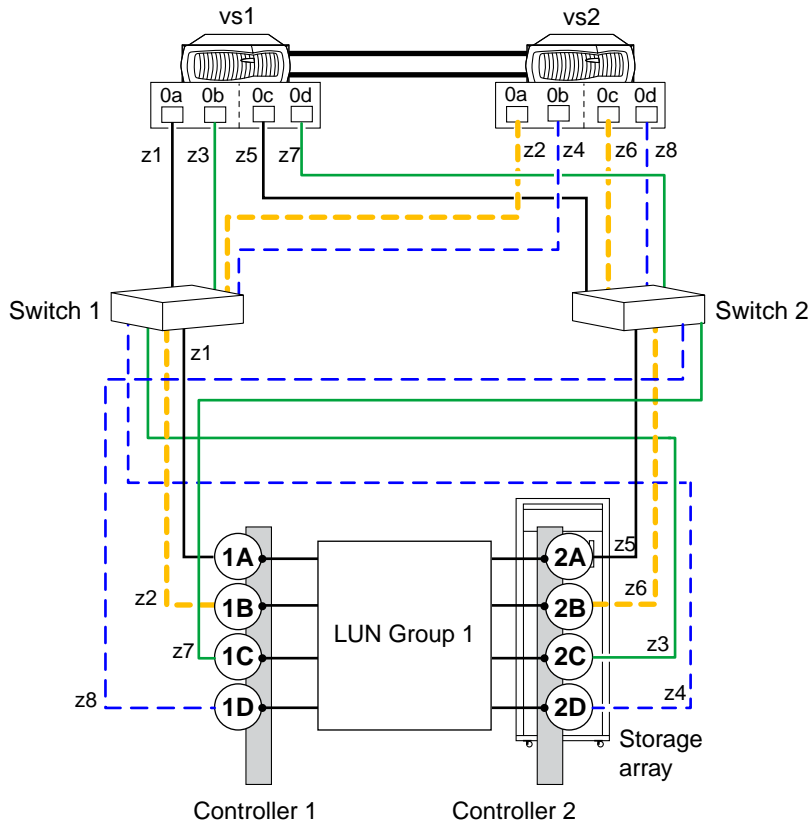 vs1 vs2
0a 0b 0c 0d 0a 0b 0c 0d
z1 z3 z5 z7 z2 z4 z6 z8
Switch 1 Switch 2
z1
1A 2A z5
z2 1B 2B z6
LUN Group 1
z7 1C 2C z3
z8 1D 2D z4
Storage
array
Controller 1 Controller 2